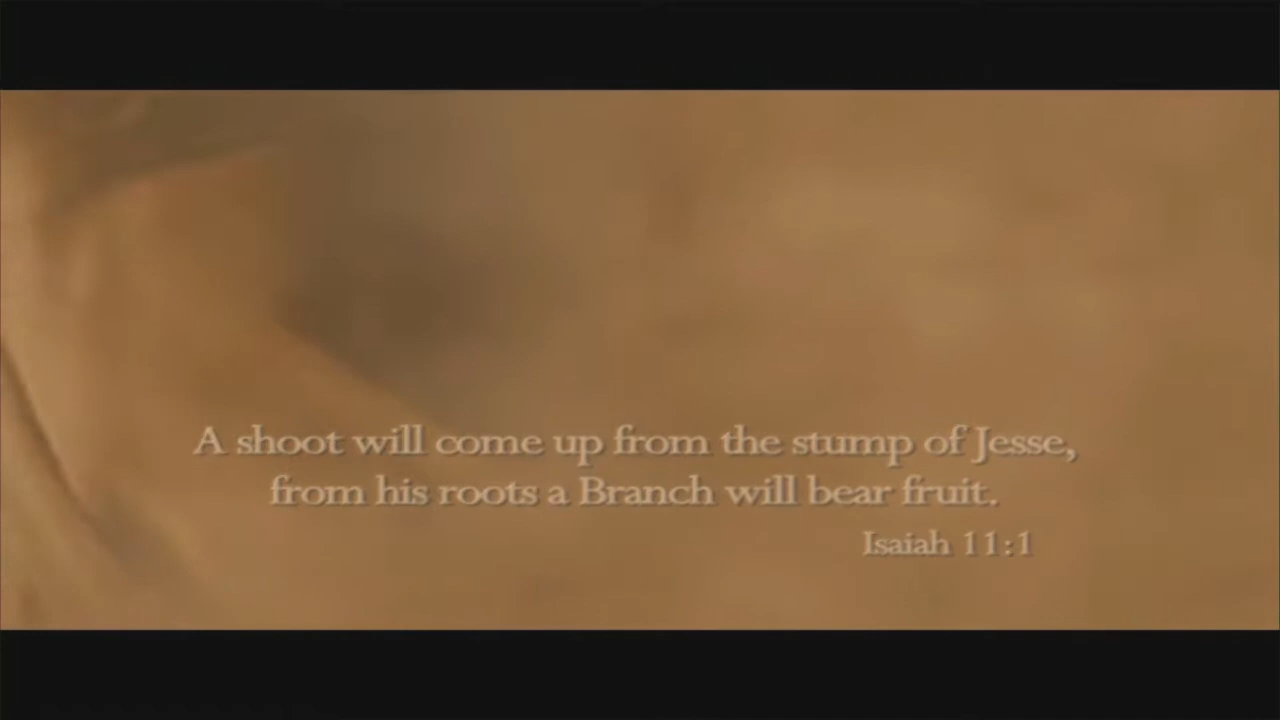 A shoot will come up from the stump of Jesse,
from his roots a Branch will bear fruit.
Isaiah 11:1